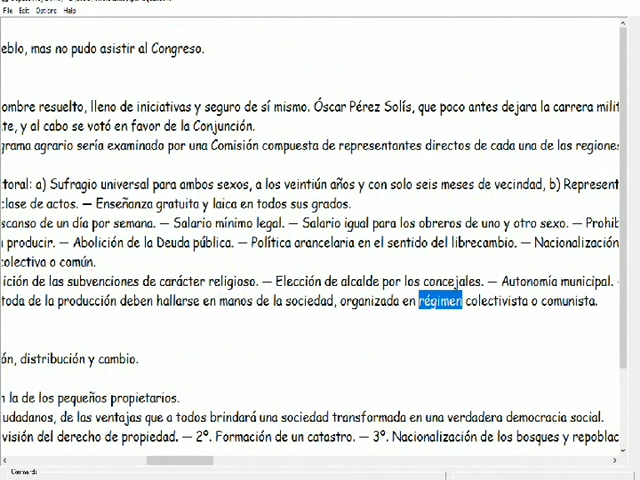 File Edit Options Help
eblo, mas no pudo asistir al Congreso.
ombre resuelto, lleno de iniciativas y seguro de sí mismo. Óscar Pérez Solís, que poco antes dejara la carrera milit
te, y al cabo se votó en favor de la Conjunción.
grama agrario sería examinado por una Comisión compuesta de representantes directos de cada una de las regiones
toral: a) Sufragio universal para ambos sexos, a los veintiún años y con solo seis meses de vecindad, b) Represent
clase de actos. — Enseñanza gratuita y laica en todos sus grados.
scanso de un día por semana. — Salario mínimo legal. — Salario igual para los obreros de uno y otro sexo. — Prohib
a producir. — Abolición de la Deuda pública. — Política arancelaria en el sentido del librecambio. — Nacionalización
colectiva o común.
ición de las subvenciones de carácter religioso. — Elección de alcalde por los concejales. — Autonomía municipal. -
toda de la producción deben hallarse en manos de la sociedad, organizada en régimen colectivista o comunista.
ón, distribución y cambio.
n la de los pequeños propietarios.
udadanos, de las ventajas que a todos brindará una sociedad transformada en una verdadera democracia social.
visión del derecho de propiedad. — 2º. Formación de un catastro. — 3º. Nacionalización de los bosques y repoblac